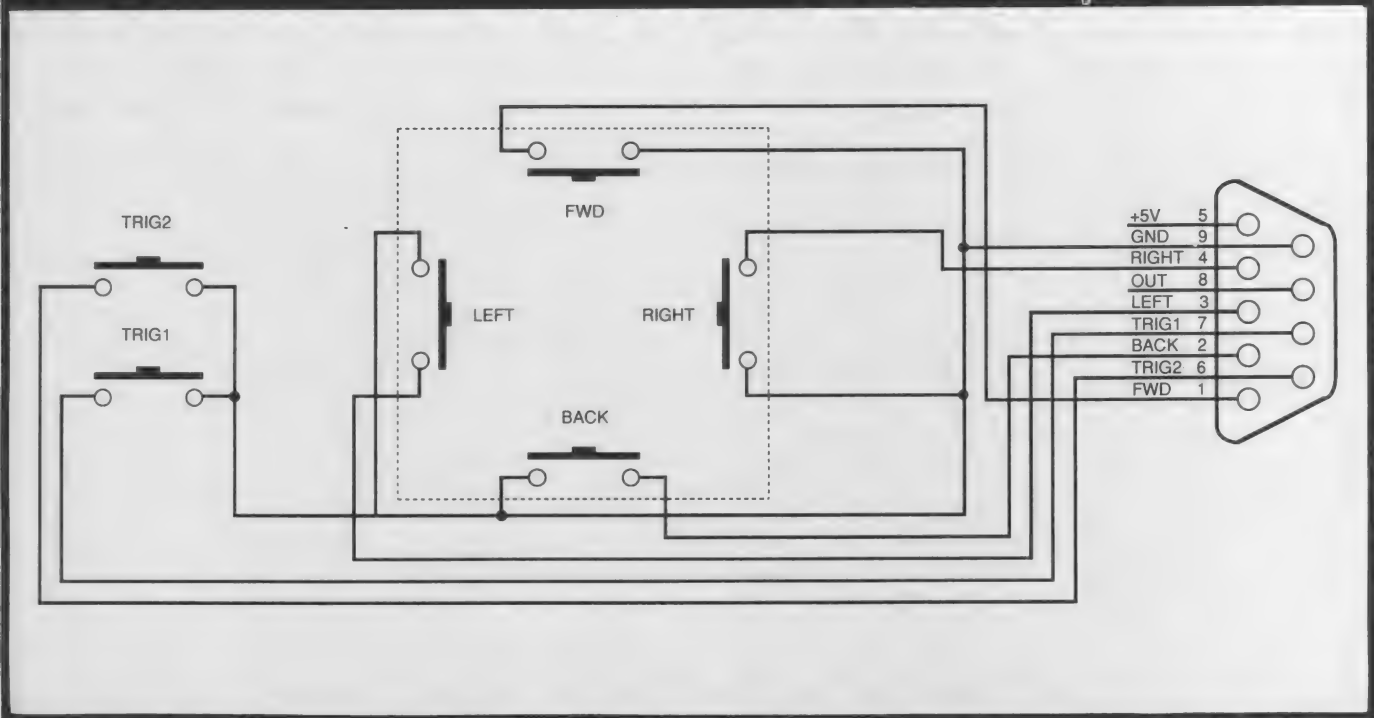 TRIG2
TRIG1
FWD
LEFT
RIGHT
BACK
+5V 5
GND 9
RIGHT 4
OUT 8
LEFT 3
TRIG1 7
BACK 2
TRIG2 6
FWD 1